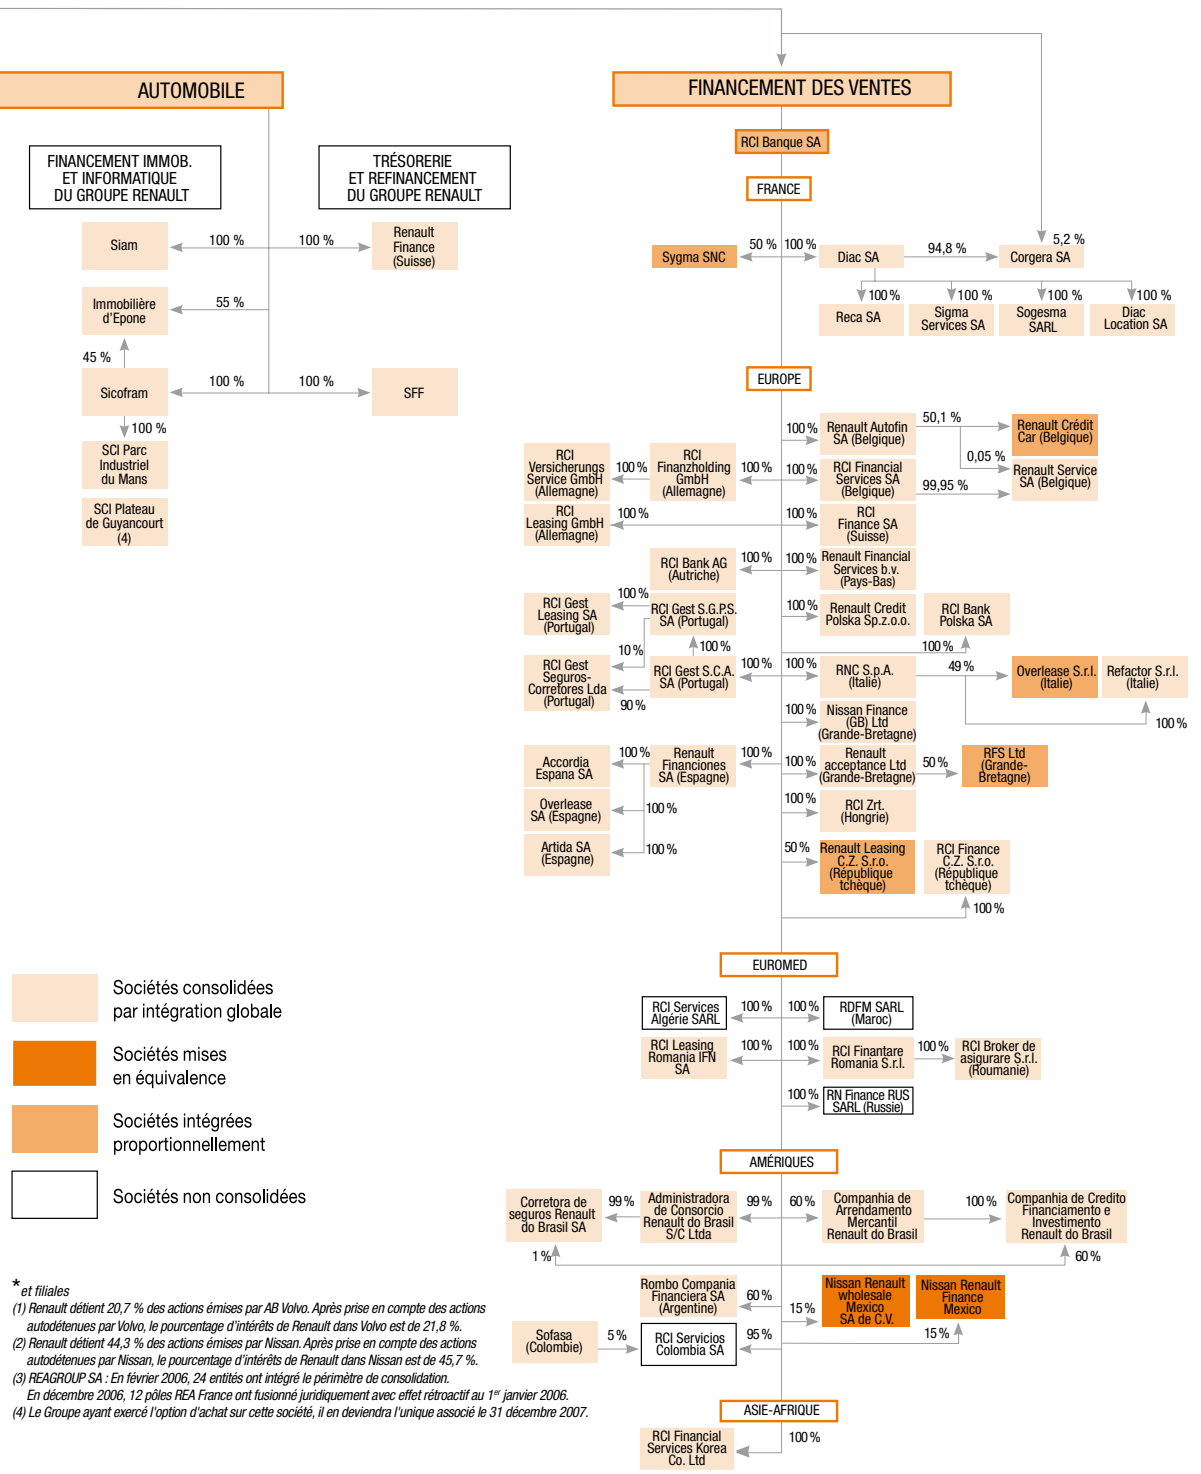 AUTOMOBILE
FINANCEMENT IMMOB.
ET INFORMATIQUE
DU GROUPE RENAULT
TRÉSORERIE
ET REFINANCEMENT
DU GROUPE RENAULT
Siam
100 %
100 %
Renault
Finance
(Suisse)
Immobilière
d'Epone
55 %
45 %
Sicofram
100 %
100 %
SFF
100 %
SCI Parc
Industriel
du Mans
SCI Plateau
de Guyancourt
(4)
FINANCEMENT DES VENTES
RCI Banque SA
FRANCE
Sygma SNC
50 %
100 %
Diac SA
94,8 %
5,2 %
Corgera SA
100 %
100 %
100 %
100 %
Reca SA
Sigma
Services SA
Sogesma
SARL
Diac
Location SA
EUROPE
100 %
Renault Autofin
SA (Belgique)
50,1 %
Renault Crédit
Car (Belgique)
0,05 %
Renault Service
SA (Belgique)
RCI
Versicherungs
Service GmbH
(Allemagne)
100 %
RCI
Finanzholding
GmbH
(Allemagne)
100 %
100 %
RCI Financial
Services SA
(Belgique)
99,95 %
RCI
Leasing GmbH
(Allemagne)
100 %
100 %
RCI
Finance SA
(Suisse)
RCI Bank AG
(Autriche)
100 %
100 %
Renault Financial
Services b.v.
(Pays-Bas)
RCI Gest
Leasing SA
(Portugal)
100 %
RCI Gest S.G.P.S.
SA (Portugal)
100 %
Renault Credit
Polska Sp.z.o.o.
RCI Bank
Polska SA
100 %
10 %
100 %
RCI Gest
Seguros-
Corretores Lda
(Portugal)
90 %
RCI Gest S.C.A.
SA (Portugal)
100 %
100 %
RNC S.p.A.
(Italie)
49 %
Overlease S.r.l.
(Italie)
Refactor S.r.l.
(Italie)
100 %
100 %
Nissan Finance
(GB) Ltd
(Grande-Bretagne)
Accordia
Espana SA
100 %
Renault
Financiones
SA (Espagne)
100 %
100 %
Renault
acceptance Ltd
(Grande-Bretagne)
50 %
RFS Ltd
(Grande-
Bretagne)
Overlease
SA (Espagne)
100 %
100 %
RCI Zrt.
(Hongrie)
Artida SA
(Espagne)
100 %
50 %
Renault Leasing
C.Z. S.r.o.
(République
tchèque)
RCI Finance
C.Z. S.r.o.
(République
tchèque)
100 %
EUROMED
RCI Services
Algérie SARL
100 %
100 %
RDFM SARL
(Maroc)
RCI Leasing
Romania IFN
SA
100 %
100 %
RCI Finantare
Romania S.r.l.
100 %
RCI Broker de
asigurare S.r.l.
(Roumanie)
100 %
RN Finance RUS
SARL (Russie)
AMÉRIQUES
Corretora de
seguros Renault
do Brasil SA
99 %
Administradora
de Consorcio
Renault do Brasil
S/C Ltda
99 %
60 %
Companhia de
Arrendamento
Mercantil
Renault do Brasil
100 %
Companhia de Credito
Financiamento e
Investimento
Renault do Brasil
1 %
60 %
Rombo Compania
Financiera SA
(Argentine)
60 %
15 %
Nissan Renault
wholesale
Mexico
SA de C.V.
Nissan Renault
Finance
Mexico
15 %
Sofasa
(Colombie)
5 %
RCI Servicios
Colombia SA
95 %
ASIE-AFRIQUE
RCI Financial
Services Korea
Co. Ltd
100 %
Sociétés consolidées
par intégration globale
Sociétés mises
en équivalence
Sociétés intégrées
proportionnellement
Sociétés non consolidées
* et filiales
(1) Renault détient 20,7 % des actions émises par AB Volvo. Après prise en compte des actions
autodétenues par Volvo, le pourcentage d'intérêts de Renault dans Volvo est de 21,8 %.
(2) Renault détient 44,3 % des actions émises par Nissan. Après prise en compte des actions
autodétenues par Nissan, le pourcentage d'intérêts de Renault dans Nissan est de 45,7 %.
(3) REAGROUP SA : En février 2006, 24 entités ont intégré le périmètre de consolidation.
En décembre 2006, 12 pôles REA France ont fusionné juridiquement avec effet rétroactif au 1er janvier 2006.
(4) Le Groupe ayant exercé l'option d'achat sur cette société, il en deviendra l'unique associé le 31 décembre 2007.